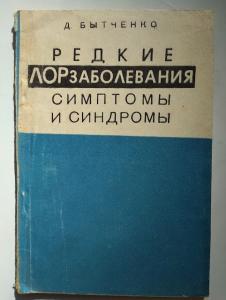 Д. БЫТЧЕНКО
РЕДКИЕ
ЛОРЗАБОЛЕВАНИЯ
СИМПТОМЫ
И СИНДРОМЫ